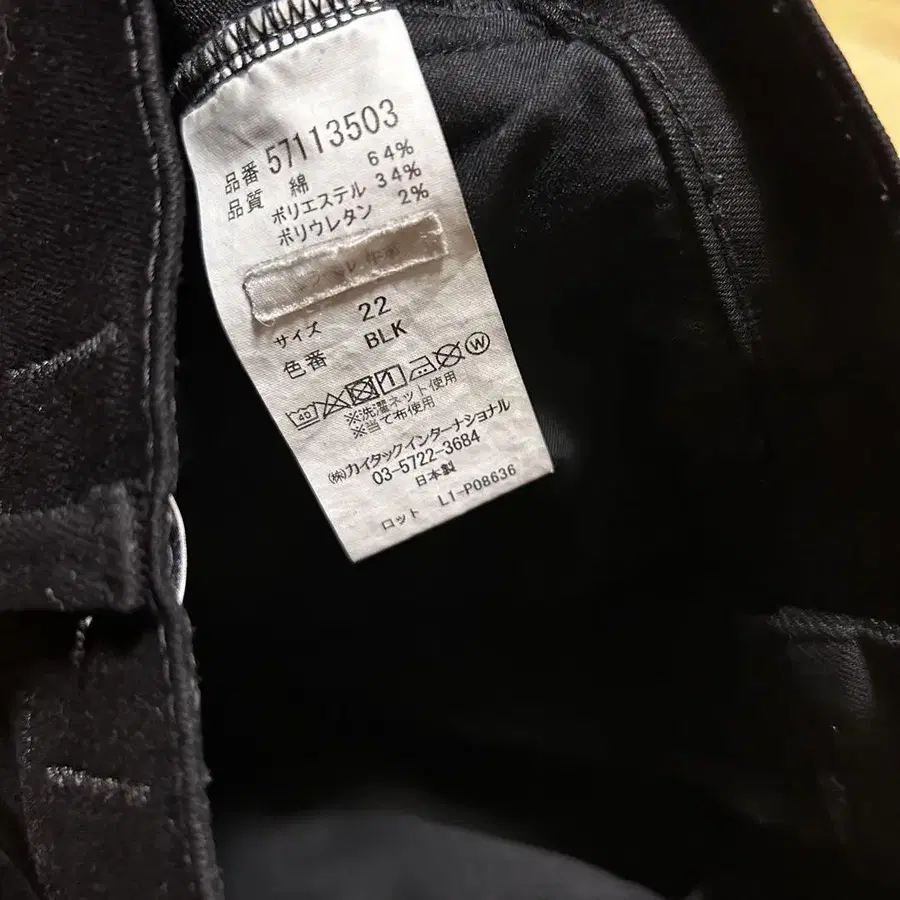 品番 57113503
品質 綿 64%
ポリエステル 34%
ポリウレタン 2%
サイズ 22
色番 BLK
40
W
※洗濯ネット使用
※当て布使用
(株)カイタックインターナショナル
03-5722-3684
日本製
ロット L1-P08636